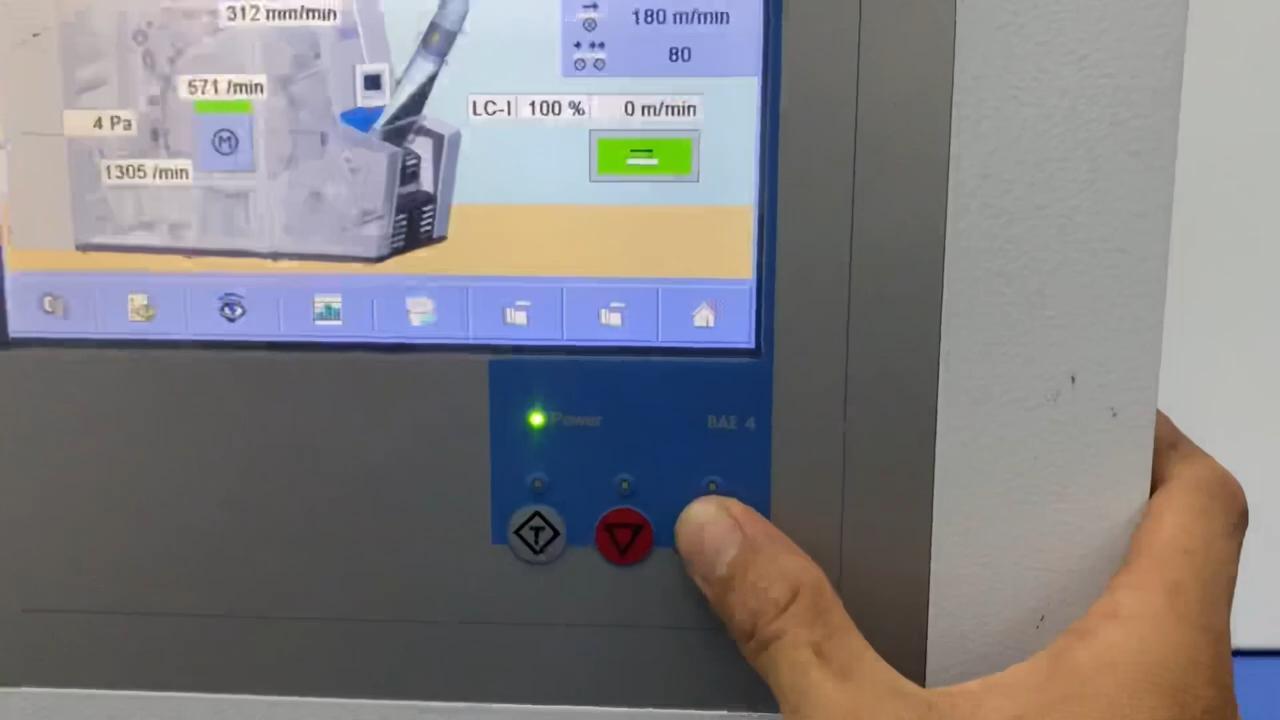 312 mm/min
180 m/min
80
571 /min
LC-I 100 % 0 m/min
4 Pa
M
1305 /min
Power BAE 4
T